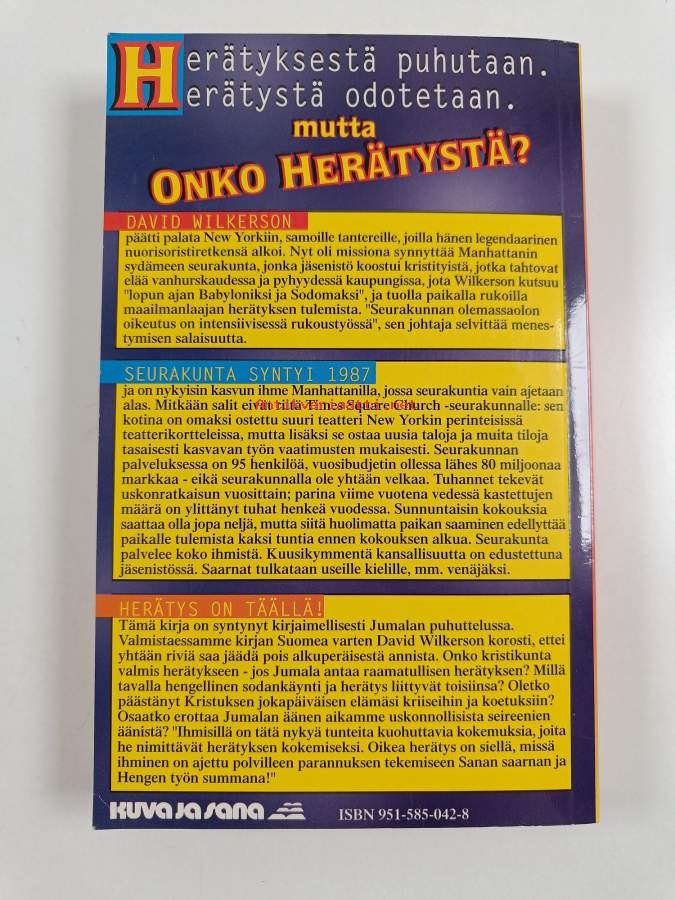 Herätyksestä puhutaan.
Herätystä odotetaan.
mutta
ONKO HERÄTYSTÄ?
DAVID WILKERSON
päätti palata New Yorkiin, samoille tantereille, joilla hänen legendaarinen
nuorisoristiretkensä alkoi. Nyt oli missiona synnyttää Manhattanin
sydämeen seurakunta, jonka jäsenistö koostui kristityistä, jotka tahtovat
elää vanhurskaudessa ja pyhyydessä kaupungissa, jota Wilkerson kutsuu
"lopun ajan Babyloniksi ja Sodomaksi", ja tuolla paikalla rukoilla
maailmanlaajan herätyksen tulemista. "Seurakunnan olemassaolon
oikeutus on intensiivisessä rukoustyössä", sen johtaja selvittää menes-
tymisen salaisuutta.
SEURAKUNTA SYNTYI 1987
ja on nykyisin kasvun ihme Manhattanilla, jossa seurakuntia vain ajetaan
alas. Mitkään salit eivät riitä Times Square Church -seurakunnalle: sen
kotina on omaksi ostettu suuri teatteri New Yorkin perinteisissä
teatterikortteleissa, mutta lisäksi se ostaa uusia taloja ja muita tiloja
tasaisesti kasvavan työn vaatimusten mukaisesti. Seurakunnan
palveluksessa on 95 henkilöä, vuosibudjetin ollessa lähes 80 miljoonaa
markkaa - eikä seurakunnalla ole yhtään velkaa. Tuhannet tekevät
uskonratkaisun vuosittain; parina viime vuotena vedessä kastettujen
määrä on ylittänyt tuhat henkeä vuodessa. Sunnuntaisin kokouksia
saattaa olla jopa neljä, mutta siitä huolimatta paikan saaminen edellyttää
paikalle tulemista kaksi tuntia ennen kokouksen alkua. Seurakunta
palvelee koko ihmistä. Kuusikymmentä kansallisuutta on edustettuna
jäsenistössä. Saarnat tulkataan useille kielille, mm. venäjäksi.
HERÄTYS ON TÄÄLLÄ!
Tämä kirja on syntynyt kirjaimellisesti Jumalan puhuttelussa.
Valmistaessamme kirjan Suomea varten David Wilkerson korosti, ettei
yhtään riviä saa jäädä pois alkuperäisestä annista. Onko kristikunta
valmis herätykseen - jos Jumala antaa raamatullisen herätyksen? Millä
tavalla hengellinen sodankäynti ja herätys liittyvät toisiinsa? Oletko
päästänyt Kristuksen jokapäiväisen elämäsi kriiseihin ja koetuksiin?
Osaatko erottaa Jumalan äänen aikamme uskonnollisista seireenien
äänistä? "Ihmisillä on tätä nykyä tunteita kuohuttavia kokemuksia, joita
he nimittävät herätyksen kokemiseksi. Oikea herätys on siellä, missä
ihminen on ajettu polvilleen parannuksen tekemiseen Sanan saarnan ja
Hengen työn summana!"
KUVA JA SANA
ISBN 951-585-042-8